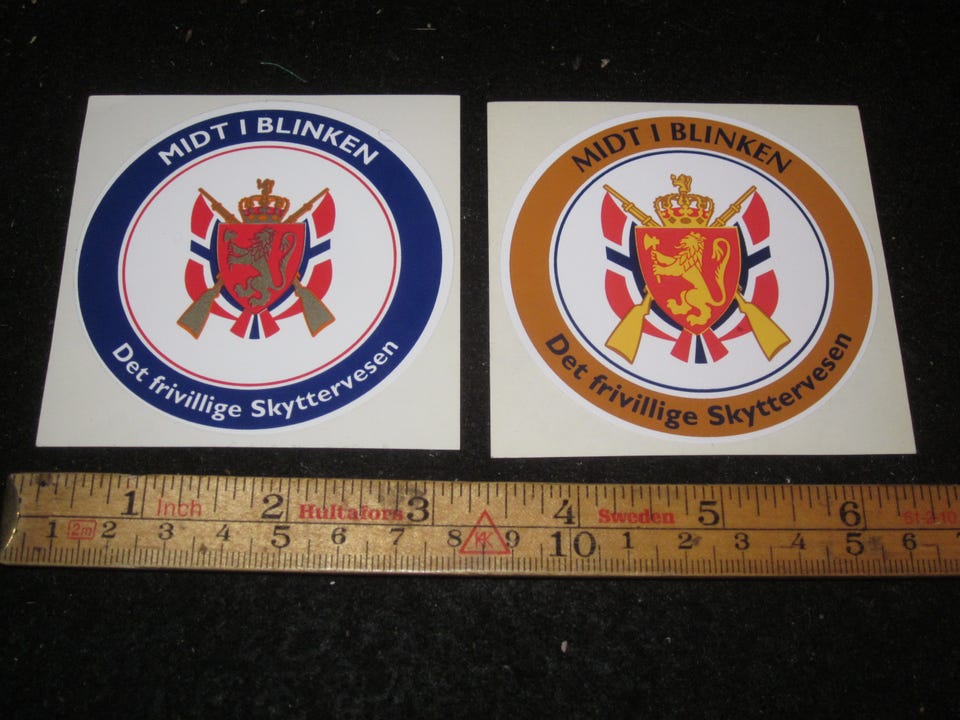 MIDT I BLINKEN
Det frivillige Skyttervesen
MIDT I BLINKEN
Det frivillige Skyttervesen
1 Inch 2 Hultafors 3 4 Sweden 5 6
1 2m 2 3 4 5 6 7 8 9 10 1 2 3 4 5 6